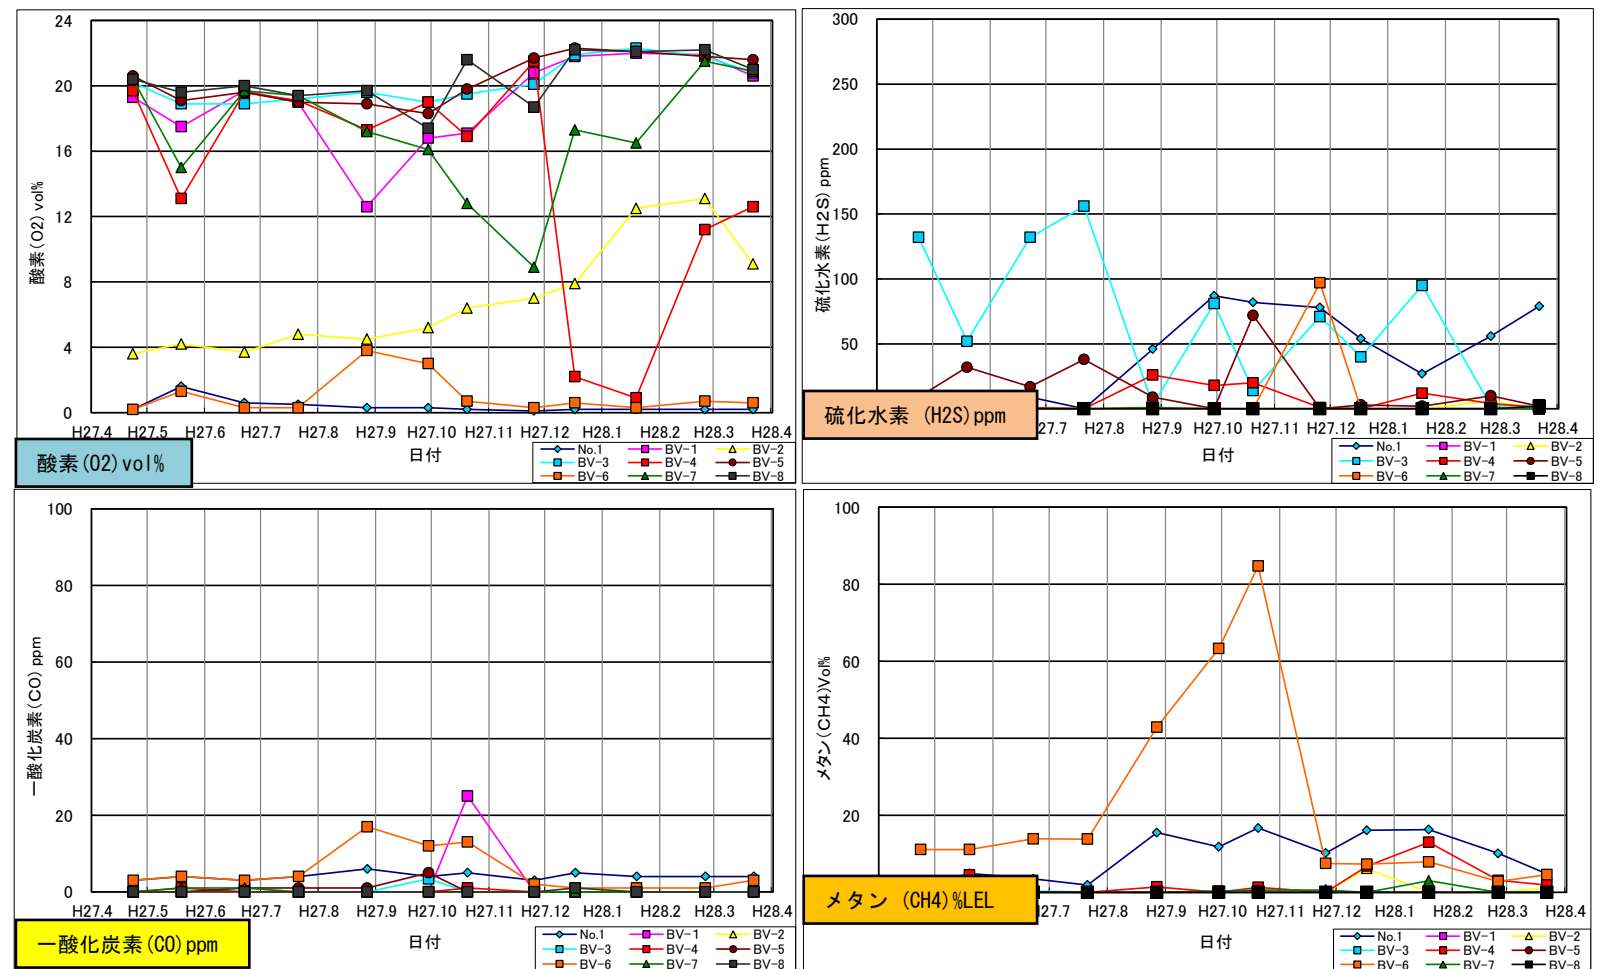 24
20
16
12
8
4
0
酸素(O2) vol%
H27.4 H27.5 H27.6 H27.7 H27.8 H27.9 H27.10 H27.11 H27.12 H28.1 H28.2 H28.3 H28.4
日付
酸素(O2)vol%
No.1 BV-1 BV-2
BV-3 BV-4 BV-5
BV-6 BV-7 BV-8
300
250
200
150
100
50
硫化水素(H2S) ppm
H27.7 H27.8 H27.9 H27.10 H27.11 H27.12 H28.1 H28.2 H28.3 H28.4
日付
硫化水素 (H2S)ppm
No.1 BV-1 BV-2
BV-3 BV-4 BV-5
BV-6 BV-7 BV-8
100
80
60
40
20
0
一酸化炭素(CO) ppm
H27.4 H27.5 H27.6 H27.7 H27.8 H27.9 H27.10 H27.11 H27.12 H28.1 H28.2 H28.3 H28.4
日付
一酸化炭素(CO)ppm
No.1 BV-1 BV-2
BV-3 BV-4 BV-5
BV-6 BV-7 BV-8
100
80
60
40
20
メタン(CH4)Vol%
H27.7 H27.8 H27.9 H27.10 H27.11 H27.12 H28.1 H28.2 H28.3 H28.4
日付
メタン (CH4)%LEL
No.1 BV-1 BV-2
BV-3 BV-4 BV-5
BV-6 BV-7 BV-8